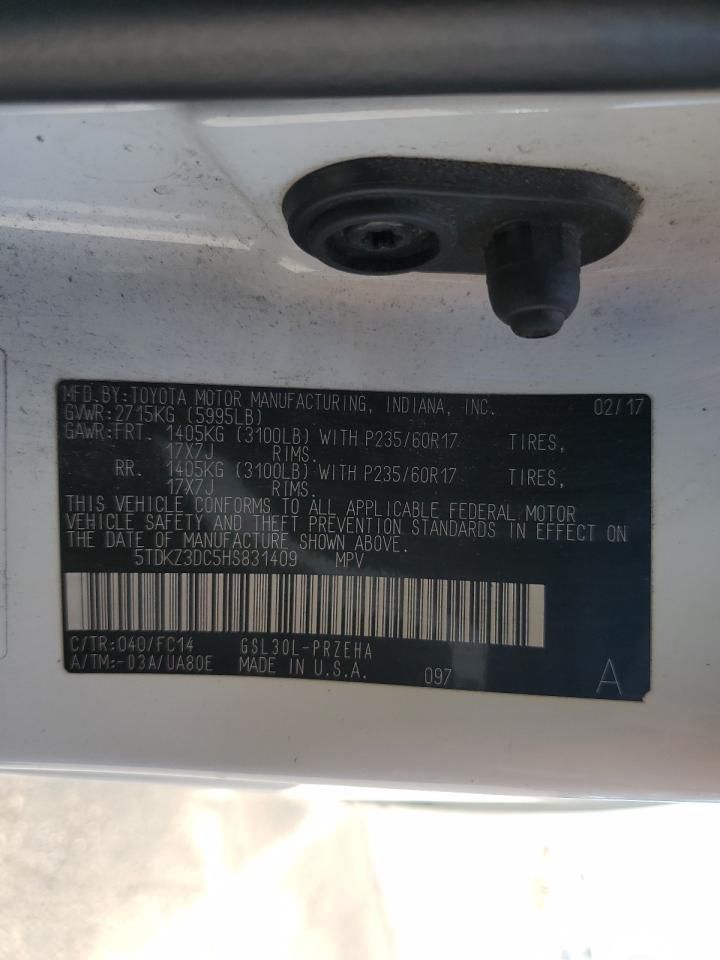 MFD.BY:TOYOTA MOTOR MANUFACTURING, INDIANA, INC. 02/17
GVWR:2715KG (5995LB)
GAWR:FRT. 1405KG (3100LB) WITH P235/60R17 TIRES,
17X7J RIMS.
RR. 1405KG (3100LB) WITH P235/60R17 TIRES,
17X7J RIMS.
THIS VEHICLE CONFORMS TO ALL APPLICABLE FEDERAL MOTOR
VEHICLE SAFETY AND THEFT PREVENTION STANDARDS IN EFFECT ON
THE DATE OF MANUFACTURE SHOWN ABOVE.
5TDKZ3DC5HS831409 MPV
C/TR:040/FC14 GSL30L-PRZEHA
A/TM:-03A/UA80E MADE IN U.S.A. 097 A